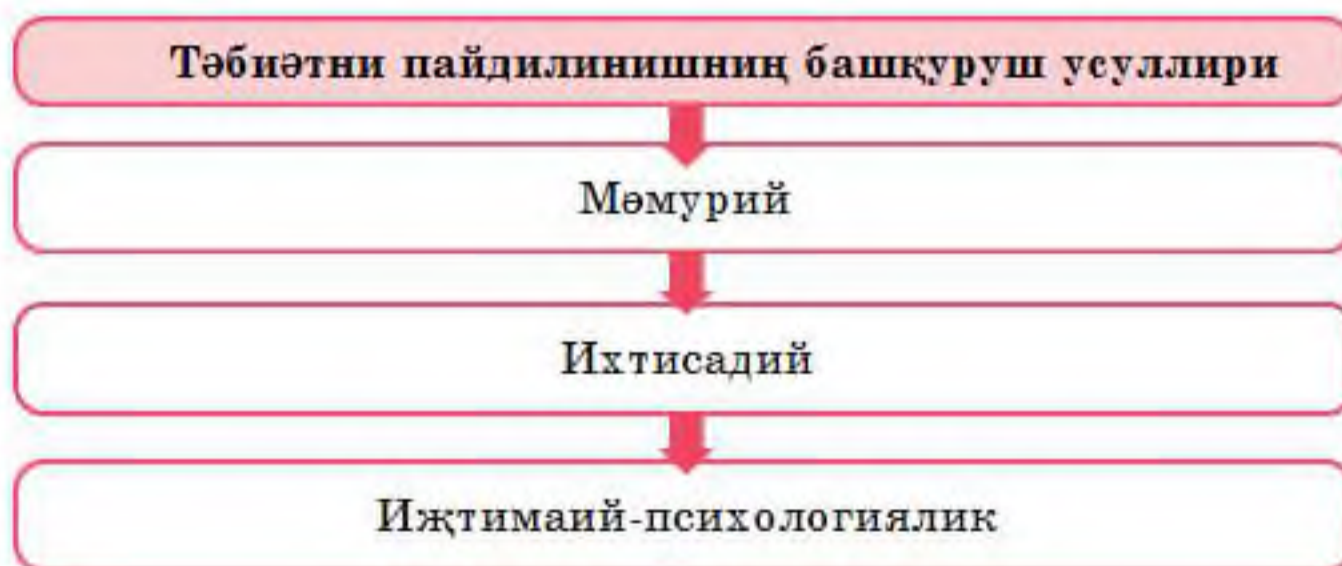 Тәбиәтни пайдилинишниң башқуруш усуллири
Мәмурий
Ихтисадий
Иҗтимаий-психологиялик